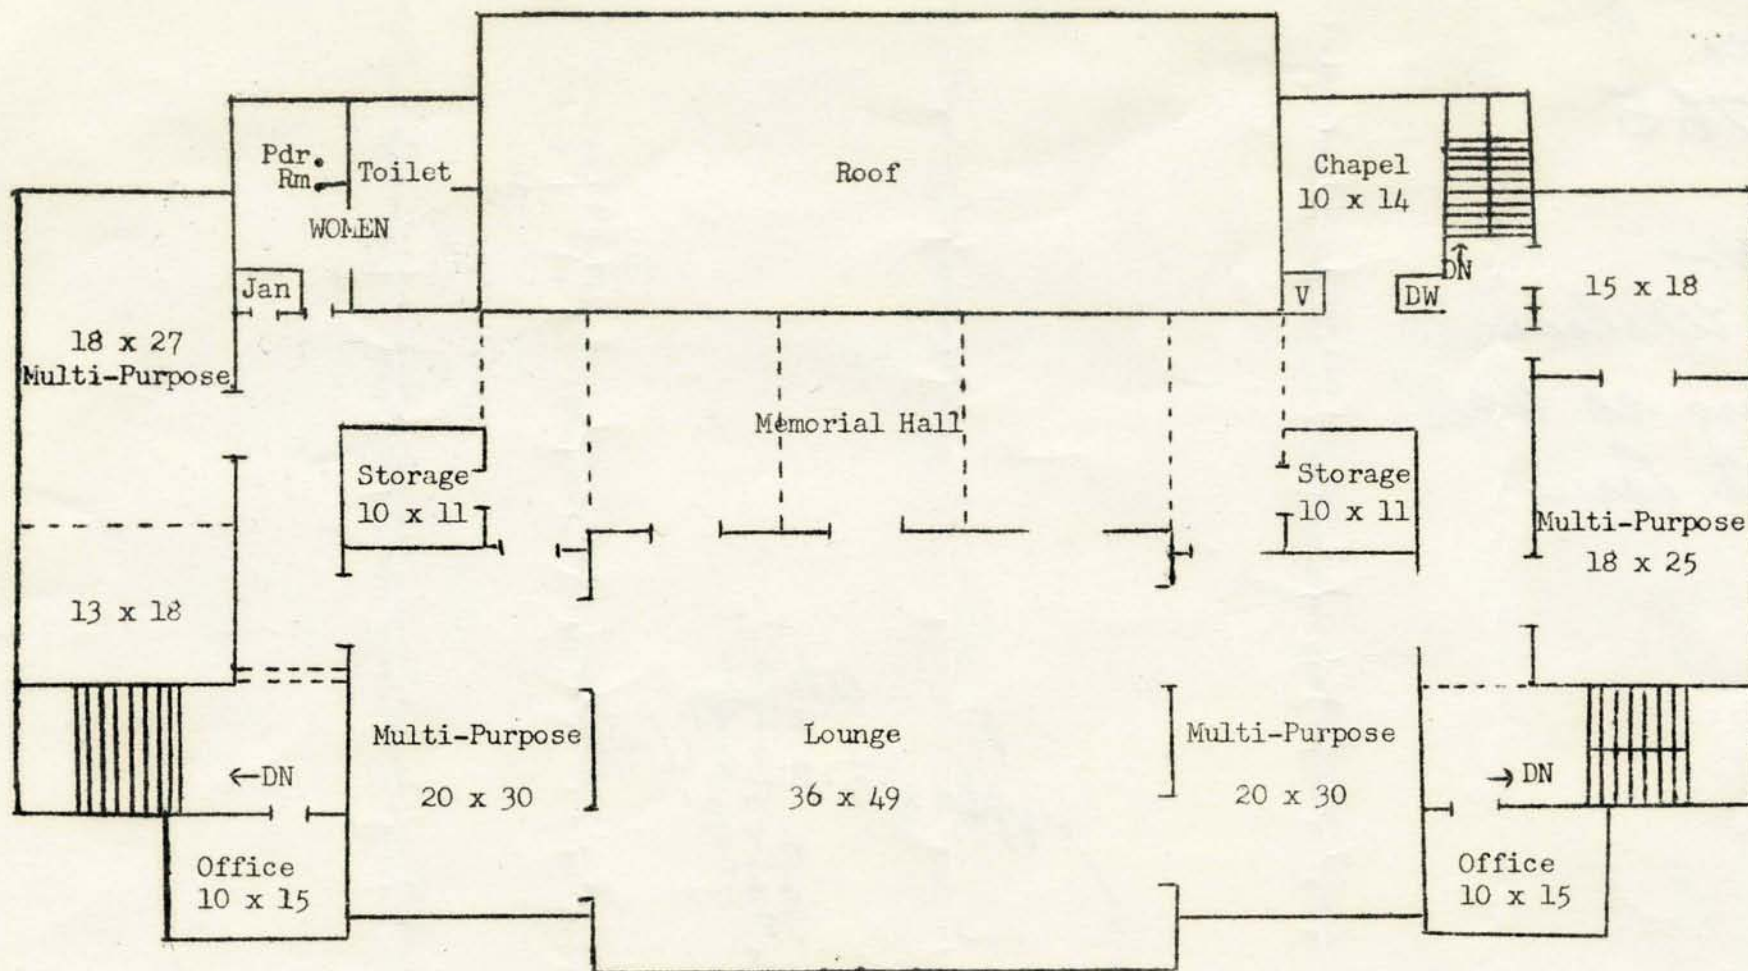 Roof
Pdr.
Rm.
Toilet
WOMEN
Jan
Chapel
10 x 14
DN
V
DW
15 x 18
18 x 27
Multi-Purpose
Memorial Hall
Storage
10 x 11
Storage
10 x 11
Multi-Purpose
18 x 25
13 x 18
Multi-Purpose
20 x 30
Lounge
36 x 49
Multi-Purpose
20 x 30
←DN
→ DN
Office
10 x 15
Office
10 x 15